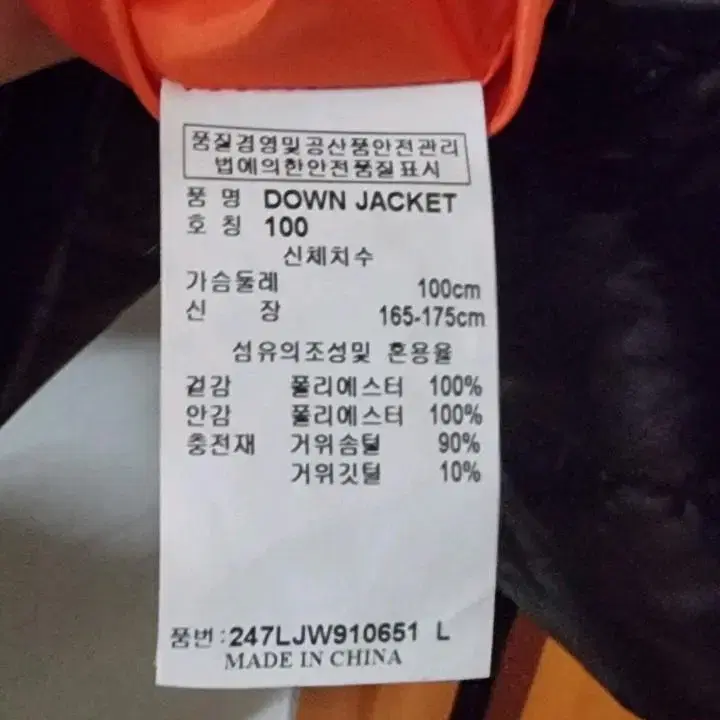 품질경영및공산품안전관리
법에의한안전품질표시
품 명 DOWN JACKET
호 칭 100
신체치수
가슴둘레 100cm
신 장 165-175cm
섬유의조성및 혼용율
겉감 폴리에스터 100%
안감 폴리에스터 100%
충전재 거위솜털 90%
거위깃털 10%
품번:247LJW910651 L
MADE IN CHINA